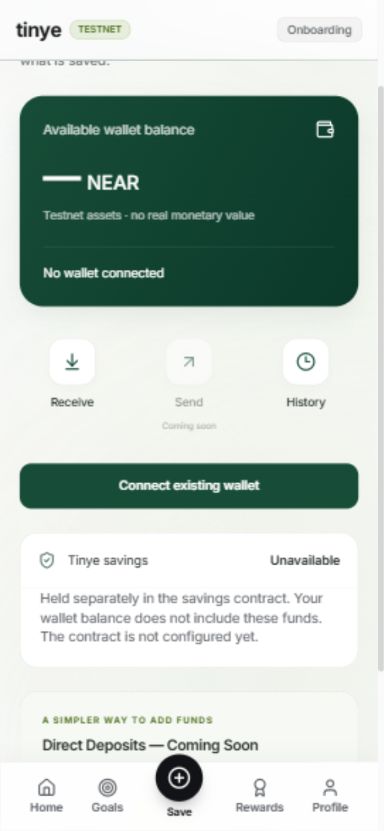 tinye TESTNET Onboarding
what is saved.
Available wallet balance
— NEAR
Testnet assets - no real monetary value
No wallet connected
Receive Send History
Coming soon
Connect existing wallet
Tinye savings Unavailable
Held separately in the savings contract. Your
wallet balance does not include these funds.
The contract is not configured yet.
A SIMPLER WAY TO ADD FUNDS
Direct Deposits — Coming Soon
Home Goals Save Rewards Profile